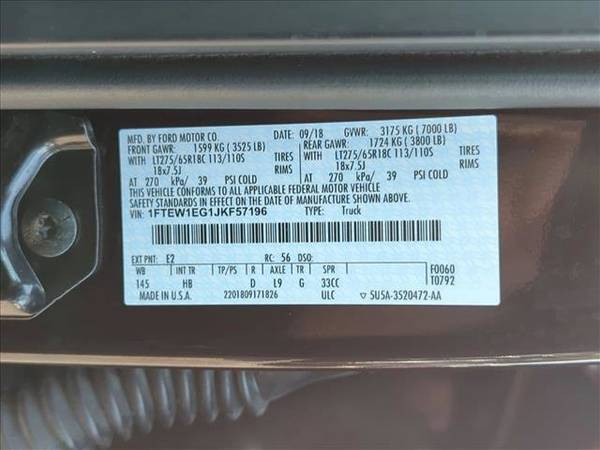 MFD. BY FORD MOTOR CO. DATE: 09/18 GVWR: 3175 KG ( 7000 LB)
FRONT GAWR: 1599 KG ( 3525 LB) REAR GAWR: 1724 KG ( 3800 LB)
WITH LT275/65R18C 113/110S TIRES WITH LT275/65R18C 113/110S TIRES
18x7.5J RIMS 18x7.5J RIMS
AT 270 kPa/ 39 PSI COLD AT 270 kPa/ 39 PSI COLD
THIS VEHICLE CONFORMS TO ALL APPLICABLE FEDERAL MOTOR VEHICLE
SAFETY STANDARDS IN EFFECT ON THE DATE OF MANUFACTURE SHOWN ABOVE.
VIN: 1FTEW1EG1JKF57196 TYPE: Truck
EXT PNT: E2 RC: 56 DSO:
WB INT TR TP/PS R AXLE TR SPR F0060
145 HB D L9 G 33CC T0792
MADE IN U.S.A. 2201809171826 ULC ▽ SU5A-3520472-AA